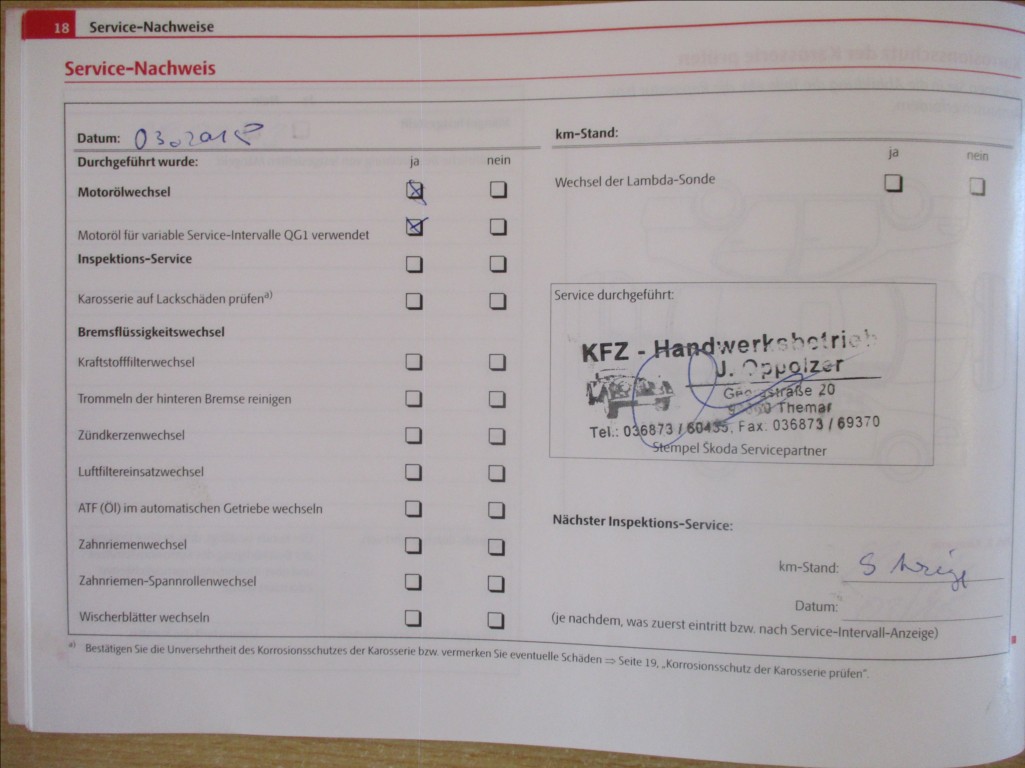 18 Service-Nachweise
Service-Nachweis
Datum:
Durchgeführt wurde: ja nein
Motorölwechsel
Motoröl für variable Service-Intervalle QG1 verwendet
Inspektions-Service
Karosserie auf Lackschäden prüfen a)
Bremsflüssigkeitswechsel
Kraftstofffilterwechsel
Trommeln der hinteren Bremse reinigen
Zündkerzenwechsel
Luftfiltereinsatzwechsel
ATF (Öl) im automatischen Getriebe wechseln
Zahnriemenwechsel
Zahnriemen-Spannrollenwechsel
Wischerblätter wechseln
km-Stand:
ja nein
Wechsel der Lambda-Sonde
Service durchgeführt:
KFZ - Handwerksbetrieb
J. Oppolzer
20
Themar
Tel.: 036873 / 60435, Fax: 036873 / 69370
Stempel Škoda Servicepartner
Nächster Inspektions-Service:
km-Stand:
Datum:
(je nachdem, was zuerst eintritt bzw. nach Service-Intervall-Anzeige)
a) Bestätigen Sie die Unversehrtheit des Korrosionsschutzes der Karosserie bzw. vermerken Sie eventuelle Schäden ⇒ Seite 19, „Korrosionsschutz der Karosserie prüfen“.